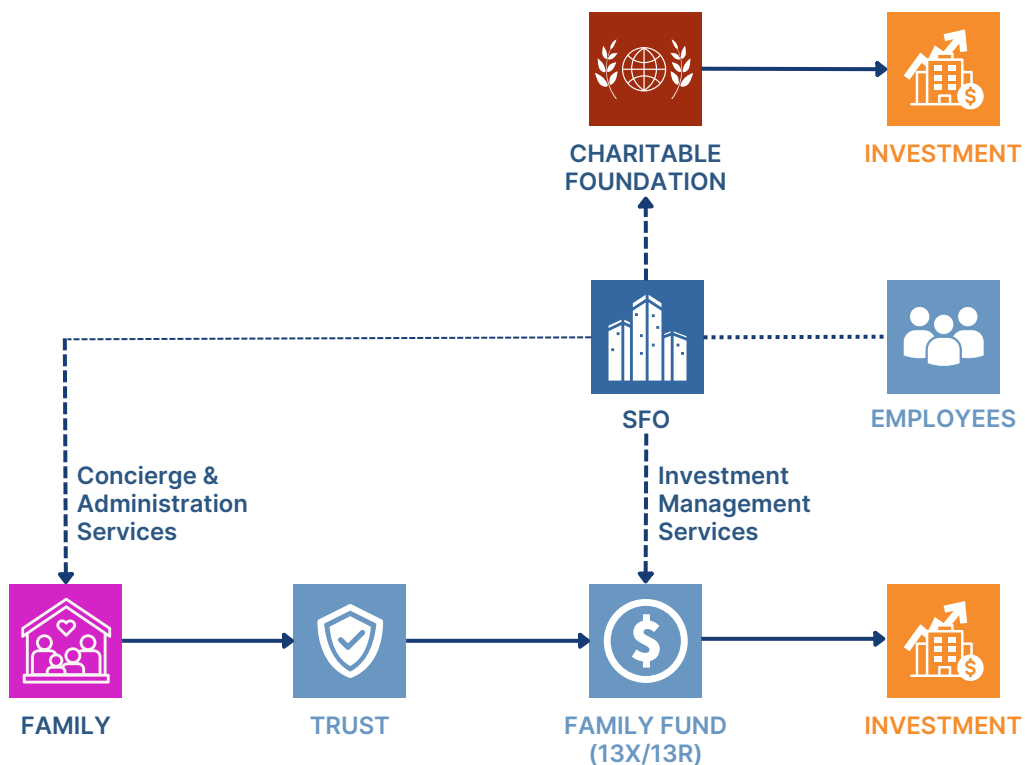 CHARITABLE
FOUNDATION
INVESTMENT
SFO
EMPLOYEES
Concierge &
Administration
Services
Investment
Management
Services
FAMILY
TRUST
FAMILY FUND
(13X/13R)
INVESTMENT